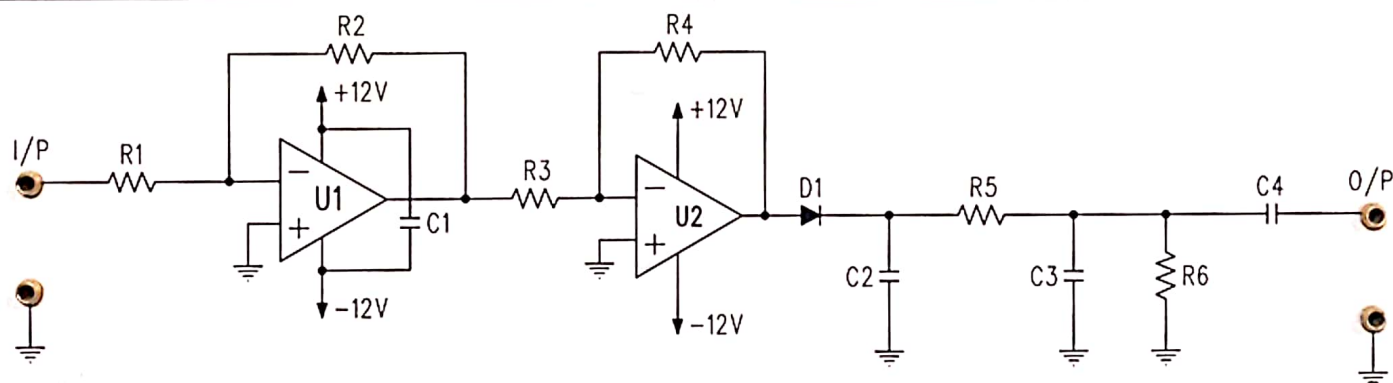 R2
R4
+12V
+12V
I/P
R1
R3
D1
R5
C4
O/P
−
U1
+
C1
−
U2
+
C2
C3
R6
−12V
−12V